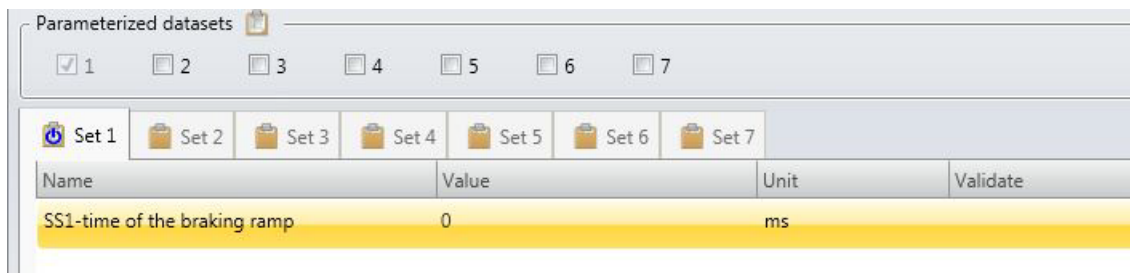 Parameterized datasets
1 2 3 4 5 6 7
Set 1 Set 2 Set 3 Set 4 Set 5 Set 6 Set 7
Name Value Unit Validate
SS1-time of the braking ramp 0 ms